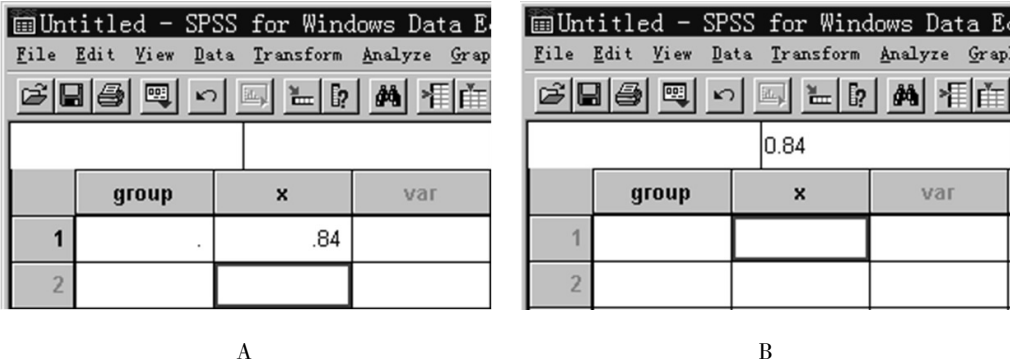 Untitled - SPSS for Windows Data E
File Edit View Data Transform Analyze Grap
group x var
1 . .84
2
A
Untitled - SPSS for Windows Data E
File Edit View Data Transform Analyze Grap
0.84
group x var
1
2
B